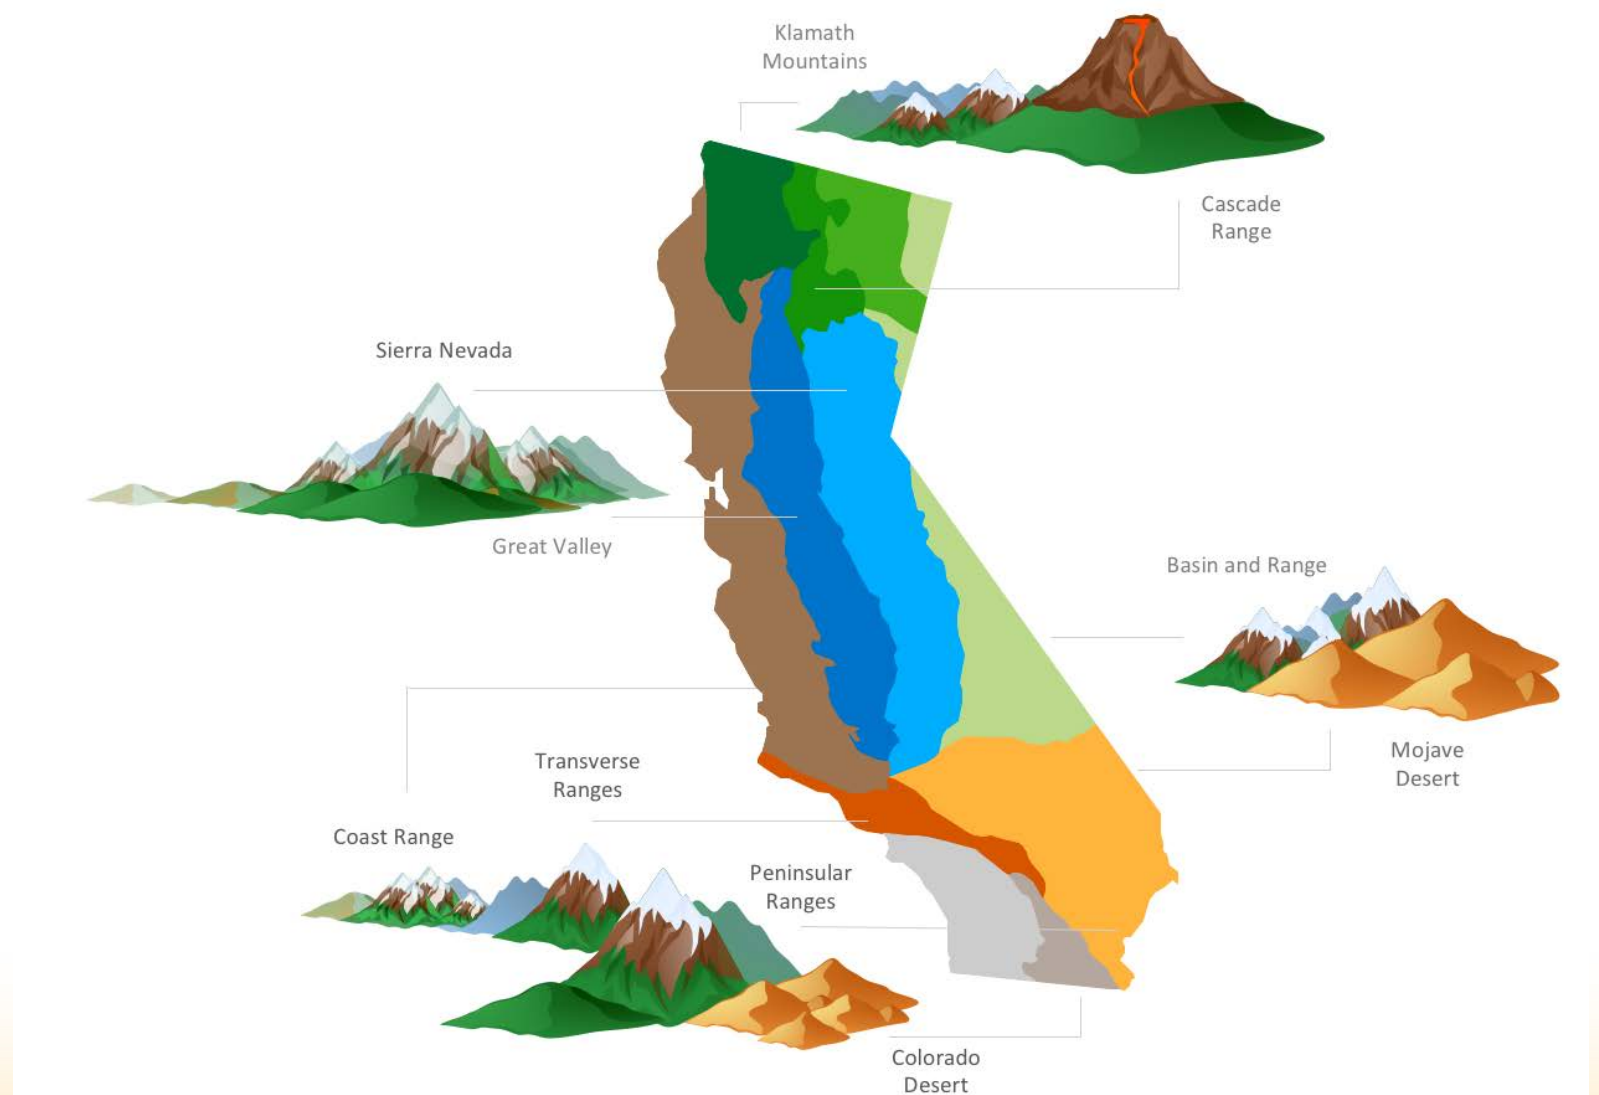 Klamath
Mountains
Cascade
Range
Sierra Nevada
Great Valley
Basin and Range
Mojave
Desert
Transverse
Ranges
Coast Range
Peninsular
Ranges
Colorado
Desert